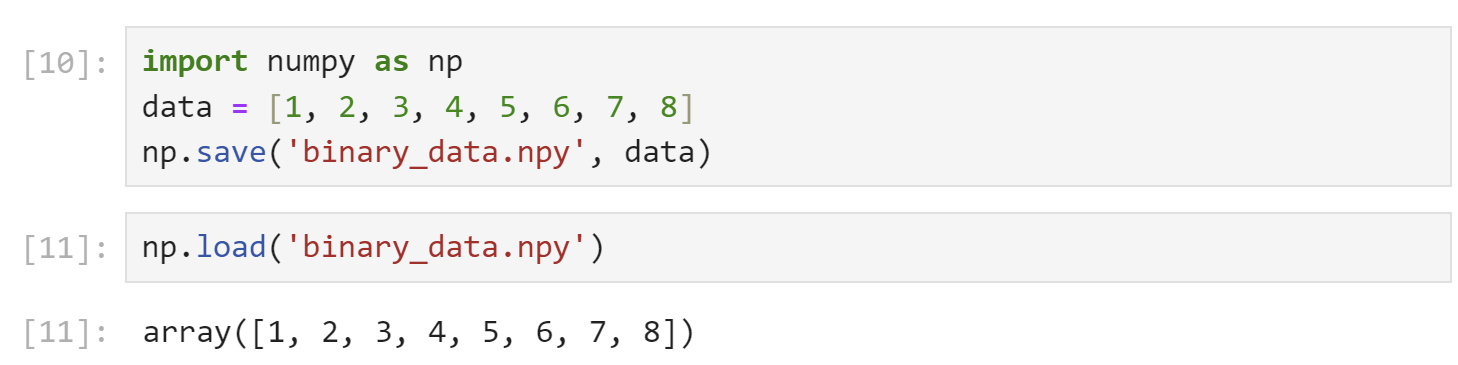 [10]: import numpy as np
data = [1, 2, 3, 4, 5, 6, 7, 8]
np.save('binary_data.npy', data)
[11]: np.load('binary_data.npy')
[11]: array([1, 2, 3, 4, 5, 6, 7, 8])